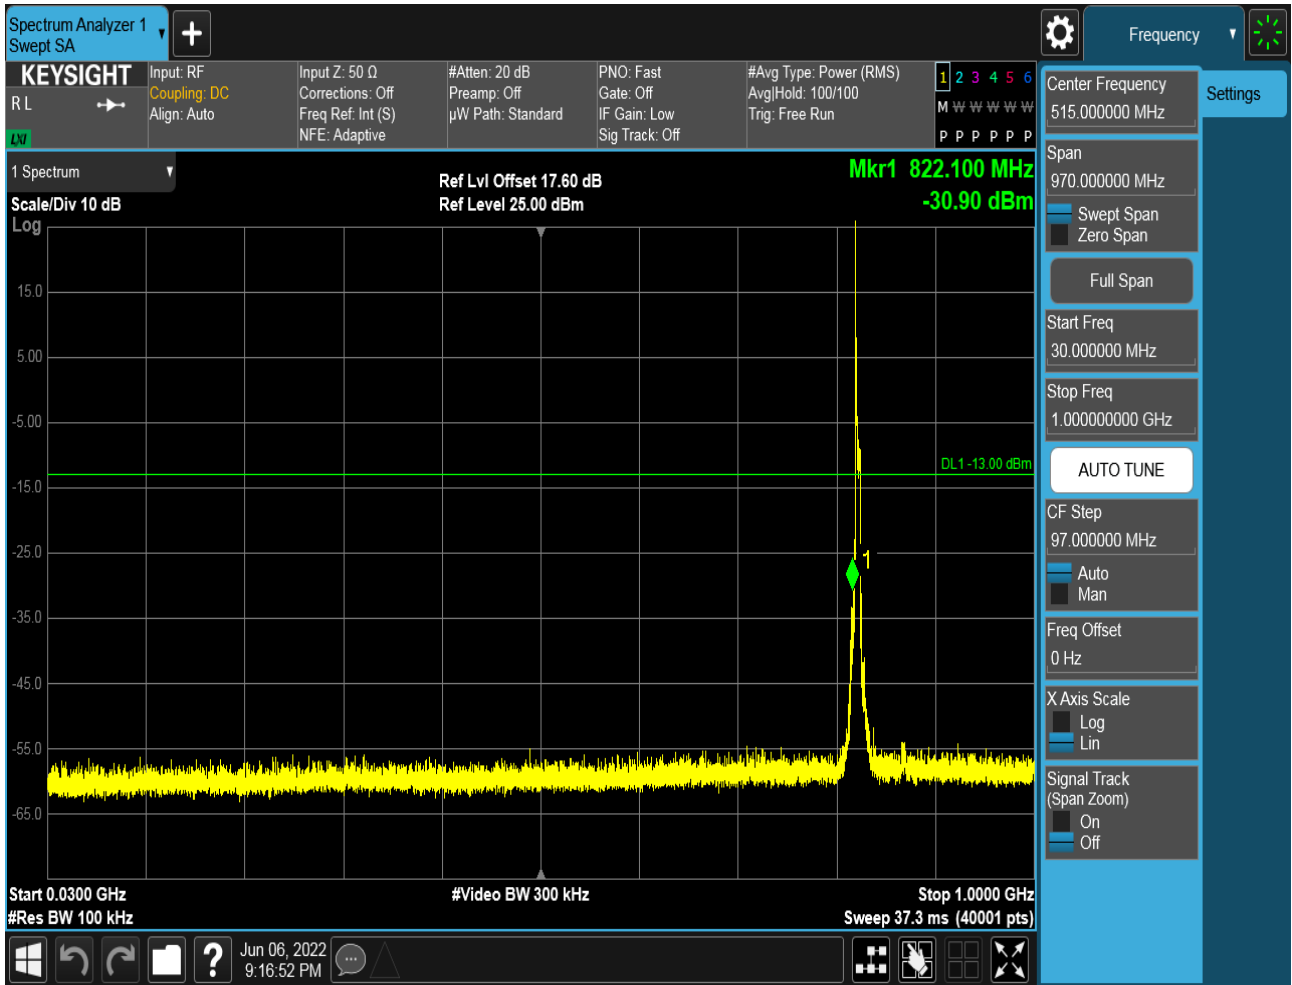 Spectrum Analyzer 1
Swept SA
Frequency
KEYSIGHT
R L
LXI
Input: RF
Coupling: DC
Align: Auto
Input Z: 50 Ω
Corrections: Off
Freq Ref: Int (S)
NFE: Adaptive
#Atten: 20 dB
Preamp: Off
µW Path: Standard
PNO: Fast
Gate: Off
IF Gain: Low
Sig Track: Off
#Avg Type: Power (RMS)
Avg|Hold: 100/100
Trig: Free Run
1 2 3 4 5 6
M W W W W W
P P P P P P
1 Spectrum
Scale/Div 10 dB
Log
Ref Lvl Offset 17.60 dB
Ref Level 25.00 dBm
Mkr1 822.100 MHz
-30.90 dBm
15.0
5.00
-5.00
DL1 -13.00 dBm
-15.0
-25.0
1
-35.0
-45.0
-55.0
-65.0
Start 0.0300 GHz
#Video BW 300 kHz
Stop 1.0000 GHz
#Res BW 100 kHz
Sweep 37.3 ms (40001 pts)
?
Jun 06, 2022
9:16:52 PM
Center Frequency
515.000000 MHz
Settings
Span
970.000000 MHz
Swept Span
Zero Span
Full Span
Start Freq
30.000000 MHz
Stop Freq
1.000000000 GHz
AUTO TUNE
CF Step
97.000000 MHz
Auto
Man
Freq Offset
0 Hz
X Axis Scale
Log
Lin
Signal Track
(Span Zoom)
On
Off